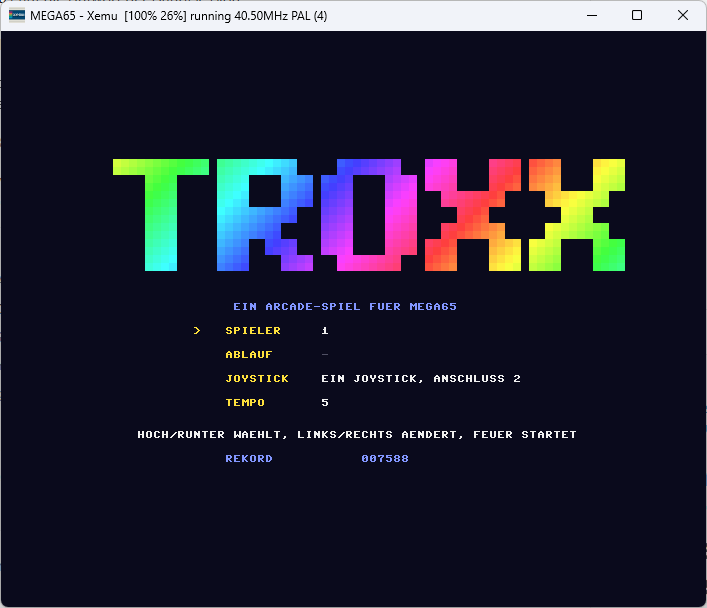 MEGA65 - Xemu [100% 26%] running 40.50MHz PAL (4)
TROXX
EIN ARCADE-SPIEL FUER MEGA65
> SPIELER 1
ABLAUF -
JOYSTICK EIN JOYSTICK, ANSCHLUSS 2
TEMPO 5
HOCH/RUNTER WAEHLT, LINKS/RECHTS AENDERT, FEUER STARTET
REKORD 007588